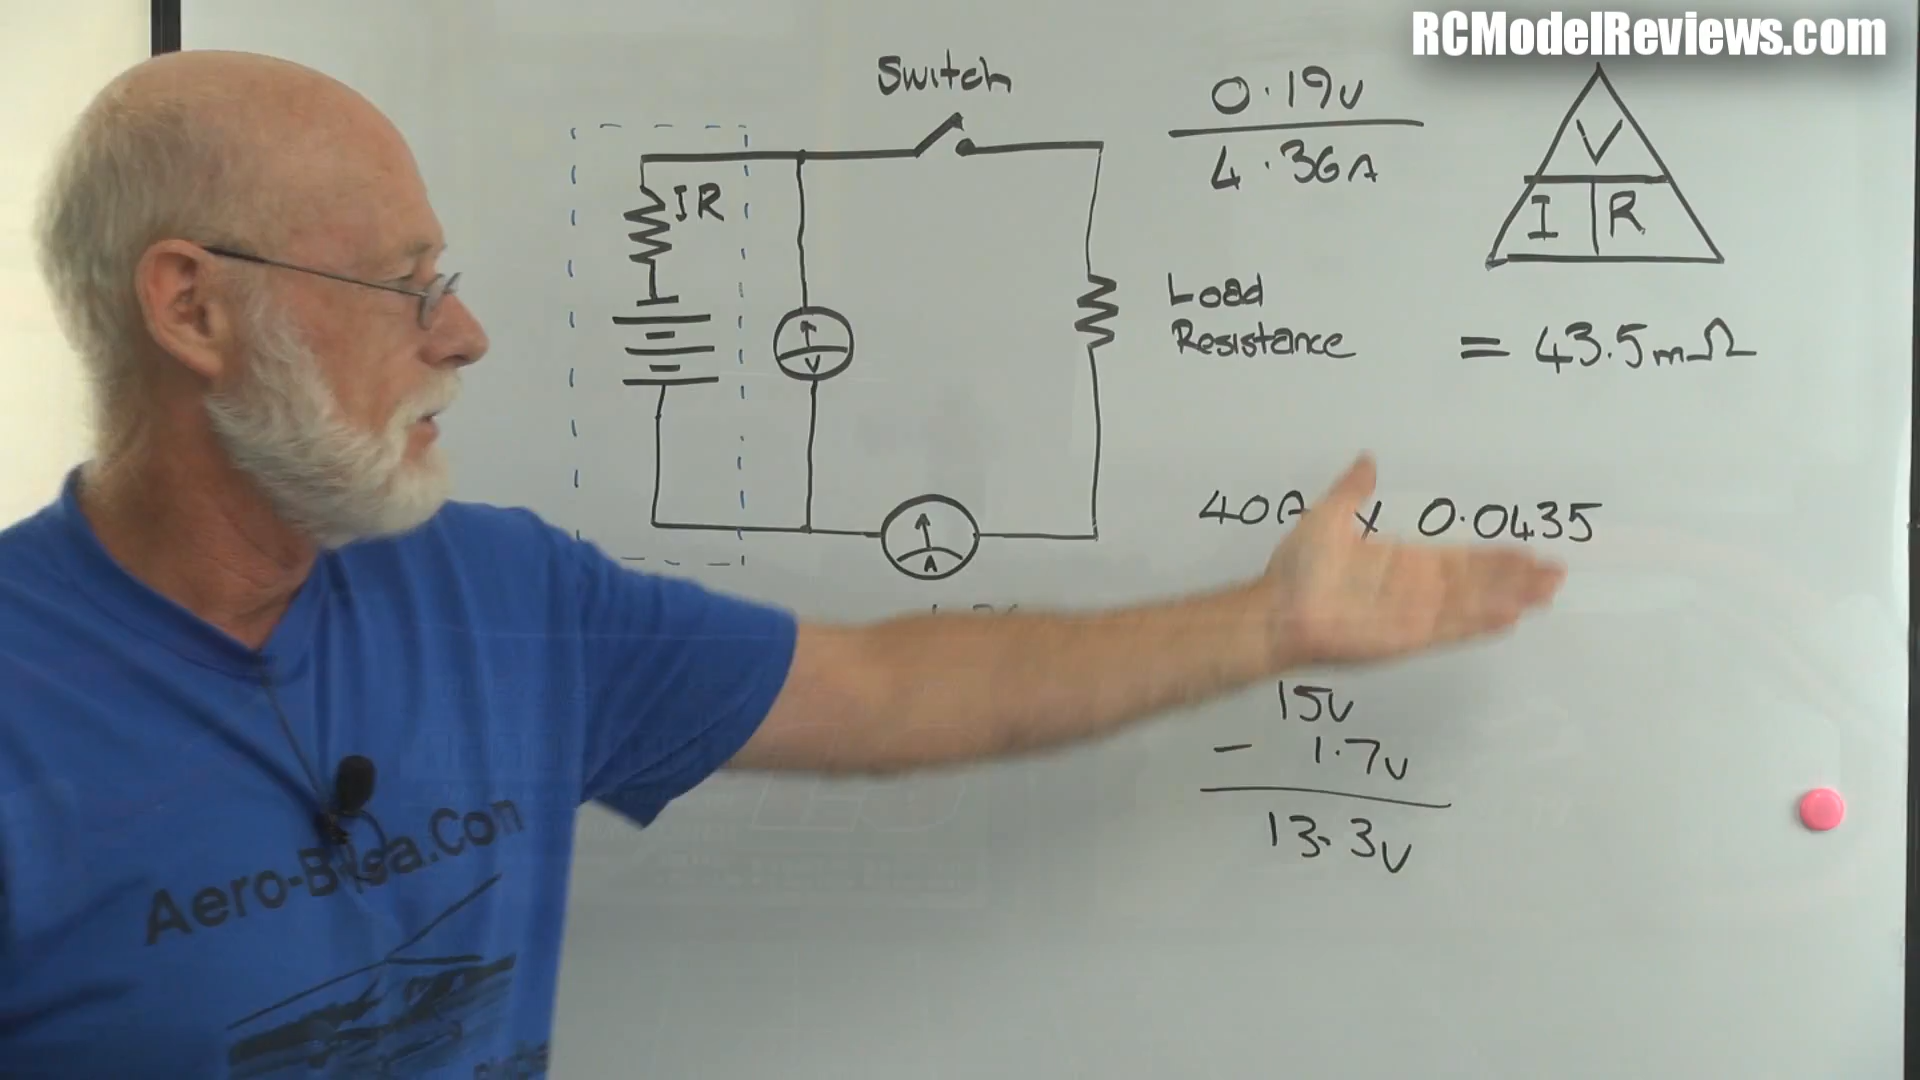 RCModelReviews.com
Switch
0.19v
4.36A
V
I R
IR
Load
Resistance
= 43.5mΩ
V
40A x 0.0435
A
15v
- 1.7v
13.3v